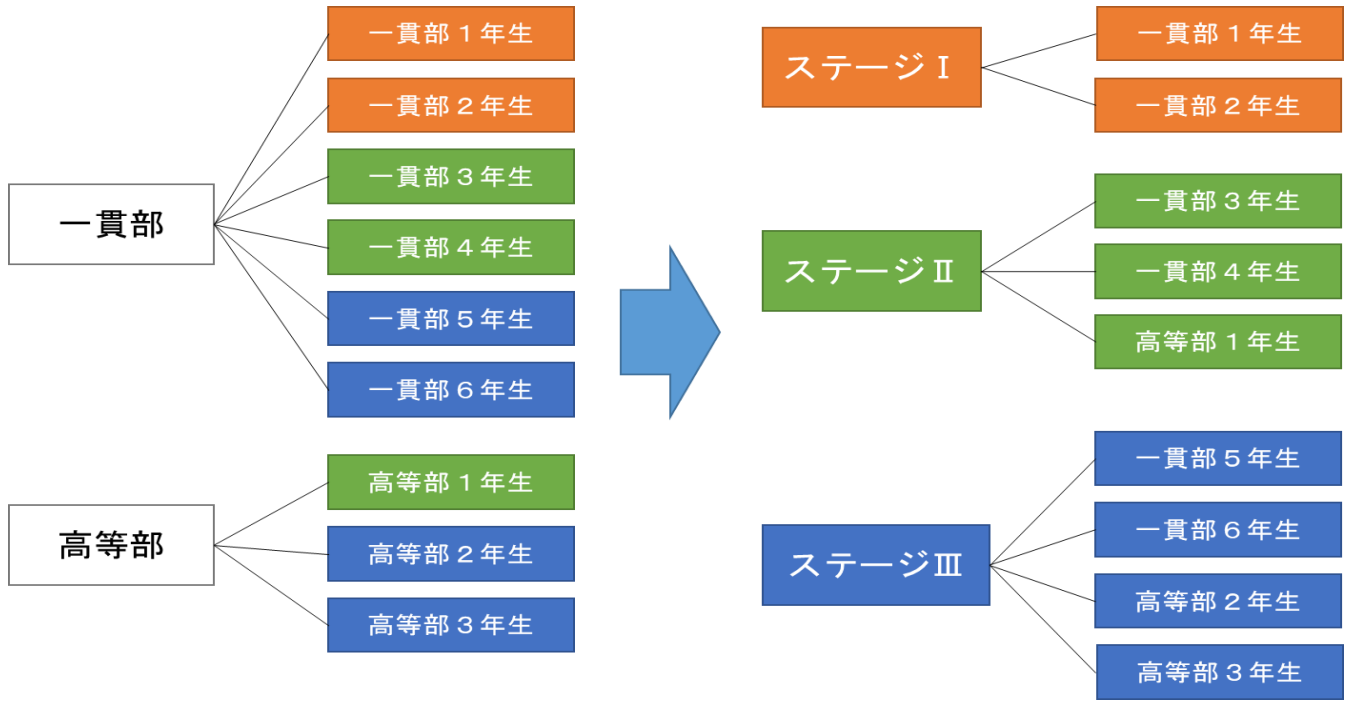 一貫部
一貫部１年生
一貫部２年生
一貫部３年生
一貫部４年生
一貫部５年生
一貫部６年生
高等部
高等部１年生
高等部２年生
高等部３年生
ステージⅠ
一貫部１年生
一貫部２年生
ステージⅡ
一貫部３年生
一貫部４年生
高等部１年生
ステージⅢ
一貫部５年生
一貫部６年生
高等部２年生
高等部３年生